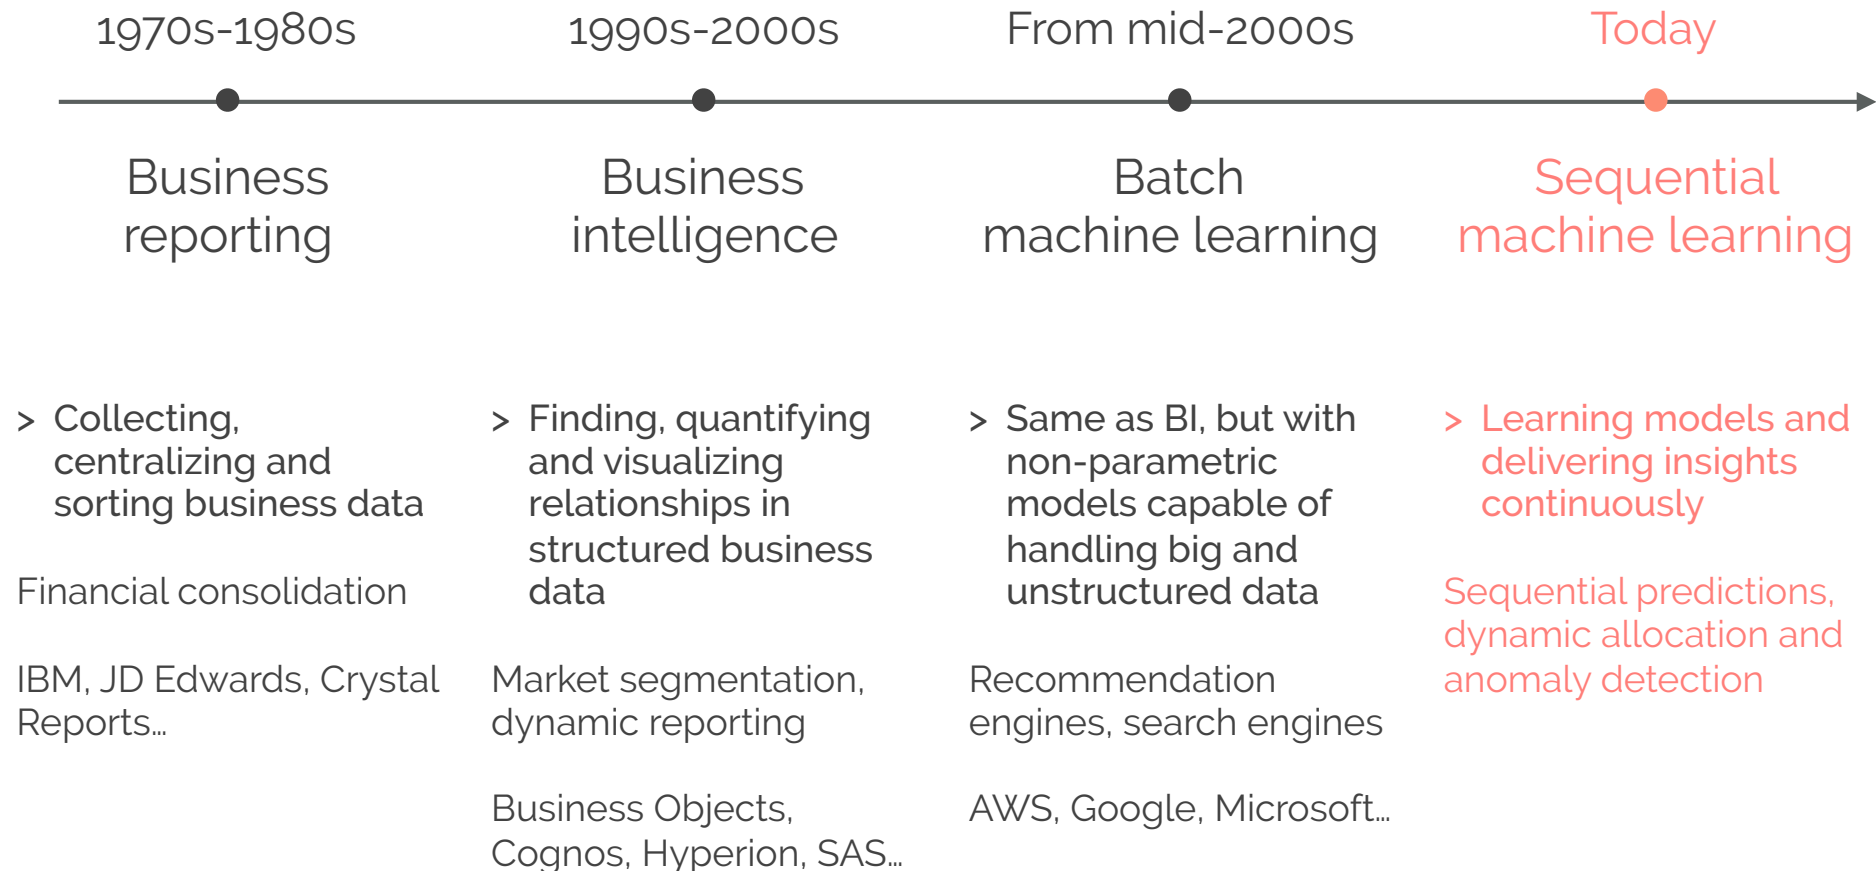 1970s-1980s
1990s-2000s
From mid-2000s
Today
Business
reporting
Business
intelligence
Batch
machine learning
Sequential
machine learning
> Collecting,
centralizing and
sorting business data
Financial consolidation
IBM, JD Edwards, Crystal
Reports…
> Finding, quantifying
and visualizing
relationships in
structured business
data
Market segmentation,
dynamic reporting
Business Objects,
Cognos, Hyperion, SAS…
> Same as BI, but with
non-parametric
models capable of
handling big and
unstructured data
Recommendation
engines, search engines
AWS, Google, Microsoft…
> Learning models and
delivering insights
continuously
Sequential predictions,
dynamic allocation and
anomaly detection